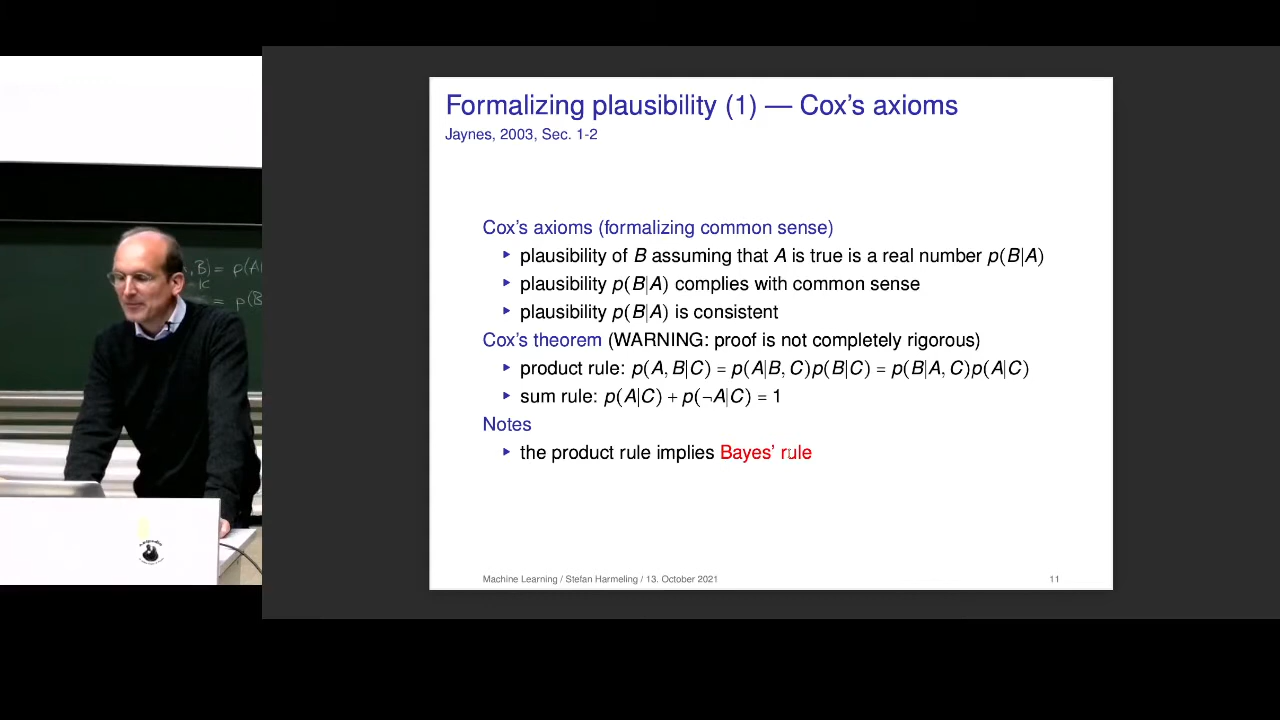 Formalizing plausibility (1) — Cox's axioms
Jaynes, 2003, Sec. 1-2
Cox's axioms (formalizing common sense)
▸ plausibility of B assuming that A is true is a real number p(B|A)
▸ plausibility p(B|A) complies with common sense
▸ plausibility p(B|A) is consistent
Cox's theorem (WARNING: proof is not completely rigorous)
▸ product rule: p(A, B|C) = p(A|B, C)p(B|C) = p(B|A, C)p(A|C)
▸ sum rule: p(A|C) + p(¬A|C) = 1
Notes
▸ the product rule implies Bayes' rule
Machine Learning / Stefan Harmeling / 13. October 2021
11
, B) = p(A
= p(B